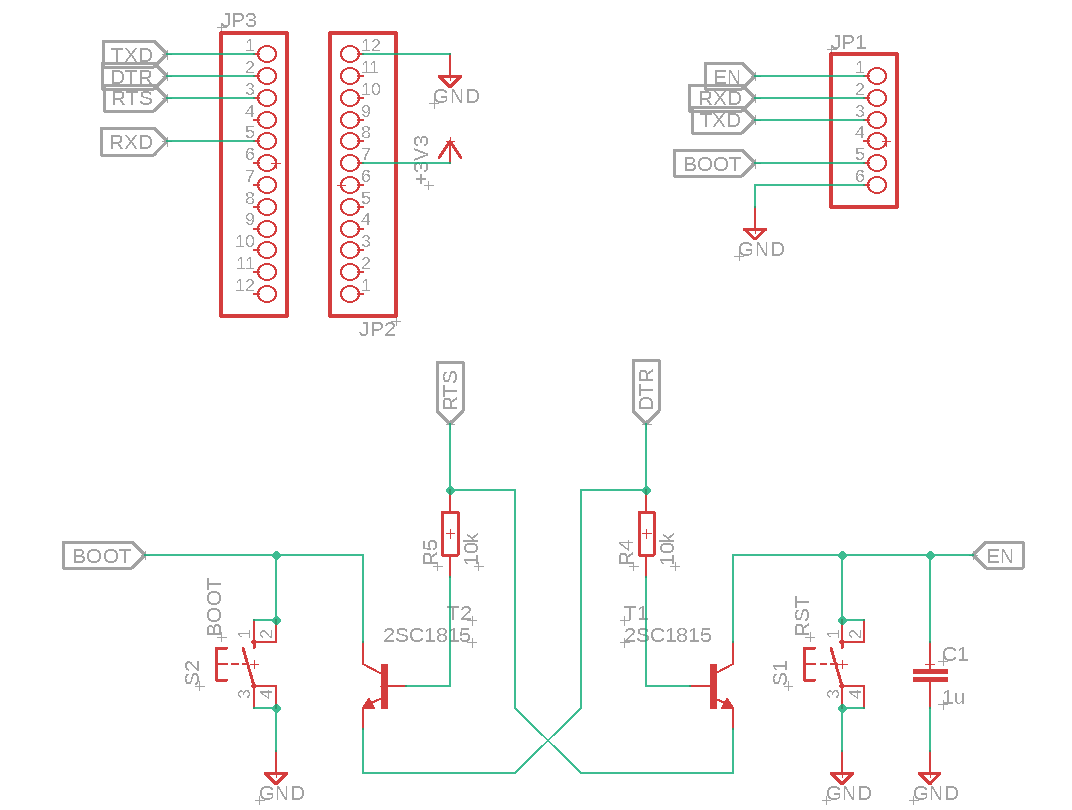 JP3
TXD
DTR
RTS
RXD
1
2
3
4
5
6
7
8
9
10
11
12
12
11
10
9
8
7
6
5
4
3
2
1
JP2
GND
+3V3
JP1
EN
RXD
TXD
BOOT
1
2
3
4
5
6
GND
RTS
DTR
R5
10k
R4
10k
BOOT
EN
T2
2SC1815
T1
2SC1815
BOOT
S2
1
2
3
4
GND
RST
S1
1
2
3
4
GND
C1
1u
GND